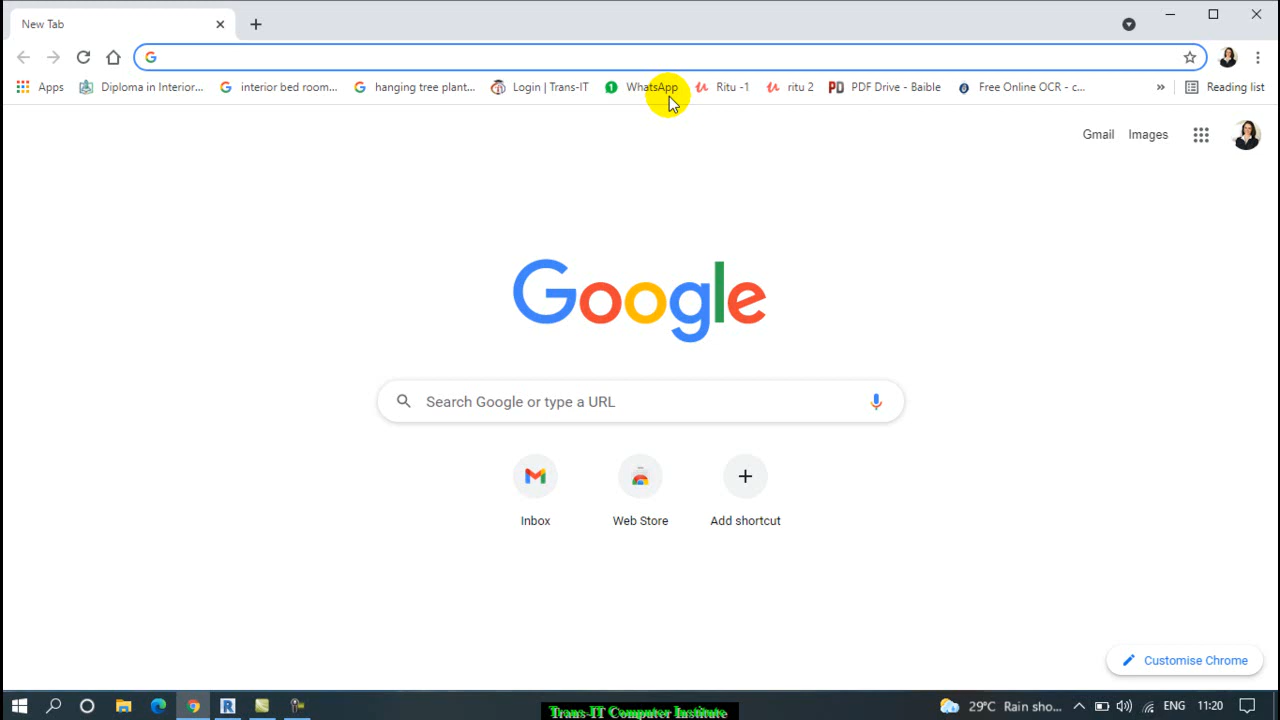 New Tab
Apps Diploma in Interior... interior bed room... hanging tree plant... Login | Trans-IT 1 WhatsApp Ritu -1 ritu 2 PD PDF Drive - Baible Free Online OCR - c... » Reading list
Gmail Images
Google
Search Google or type a URL
Inbox Web Store Add shortcut
Customise Chrome
29°C Rain sho... ENG 11:20
Trans-IT Computer Institute